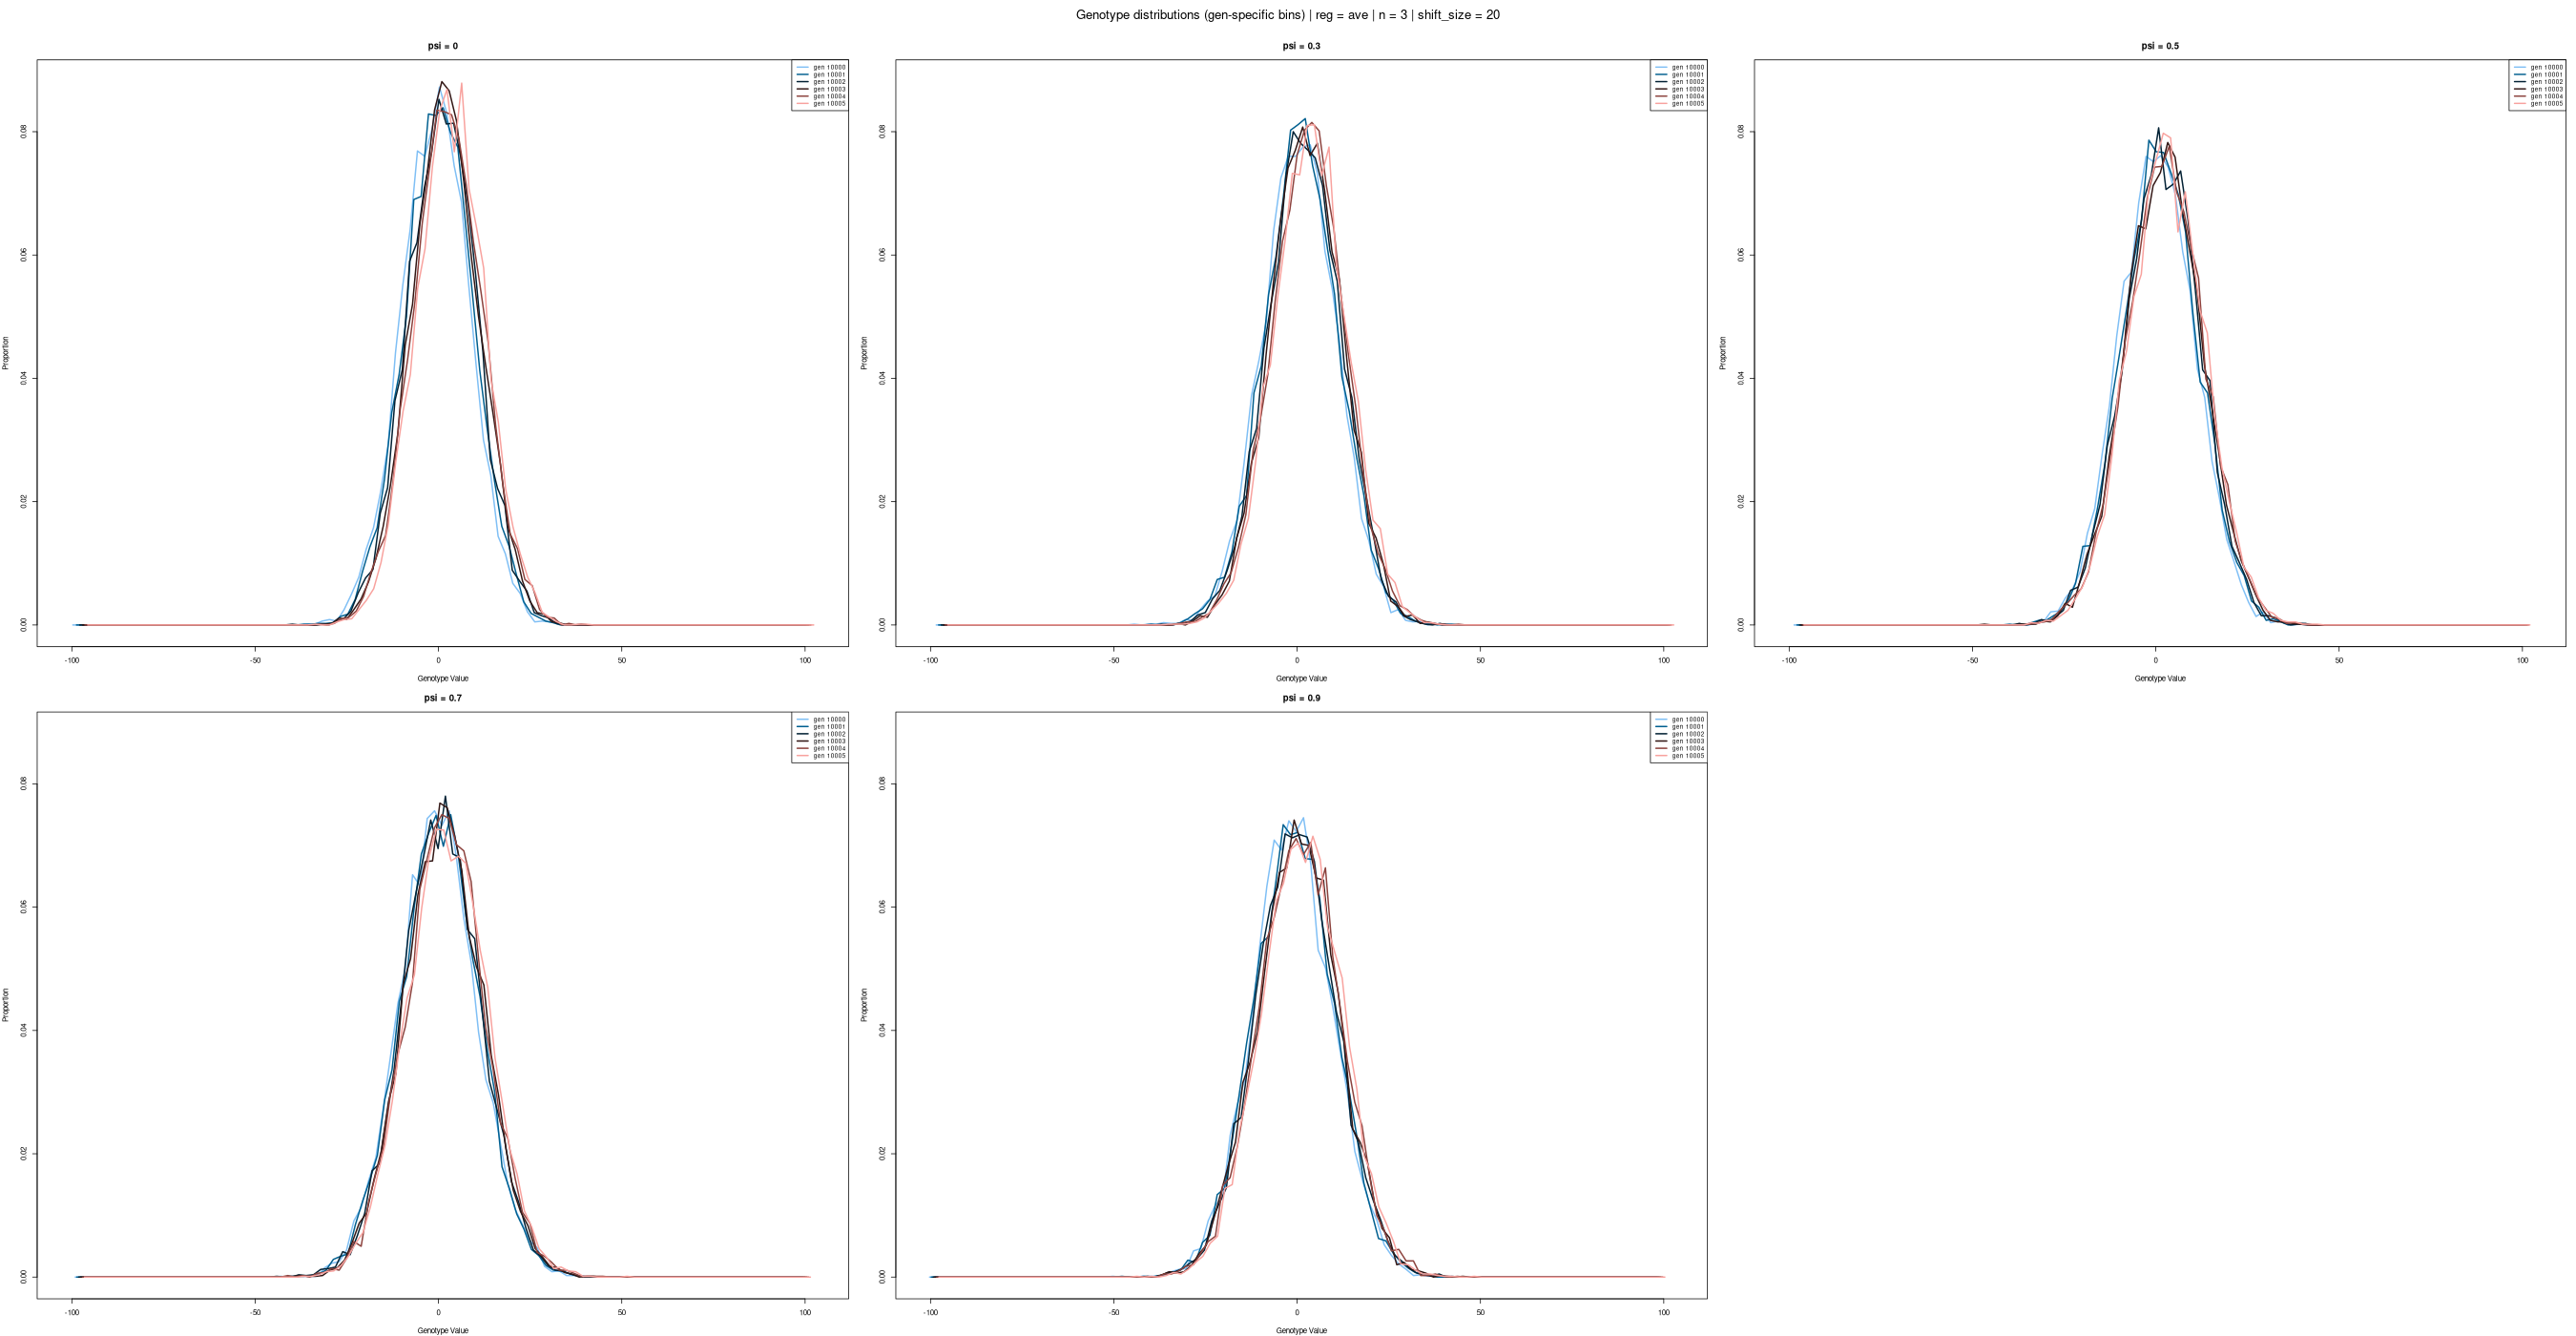 Genotype distributions (gen-specific bins) | reg = ave | n = 3 | shift_size = 20
psi = 0
gen 10000
gen 10001
gen 10002
gen 10003
gen 10004
gen 10005
Proportion
0.00
0.02
0.04
0.06
0.08
-100
-50
0
50
100
Genotype Value
psi = 0.3
gen 10000
gen 10001
gen 10002
gen 10003
gen 10004
gen 10005
Proportion
0.00
0.02
0.04
0.06
0.08
-100
-50
0
50
100
Genotype Value
psi = 0.5
gen 10000
gen 10001
gen 10002
gen 10003
gen 10004
gen 10005
Proportion
0.00
0.02
0.04
0.06
0.08
-100
-50
0
50
100
Genotype Value
psi = 0.7
gen 10000
gen 10001
gen 10002
gen 10003
gen 10004
gen 10005
Proportion
0.00
0.02
0.04
0.06
0.08
-100
-50
0
50
100
Genotype Value
psi = 0.9
gen 10000
gen 10001
gen 10002
gen 10003
gen 10004
gen 10005
Proportion
0.00
0.02
0.04
0.06
0.08
-100
-50
0
50
100
Genotype Value